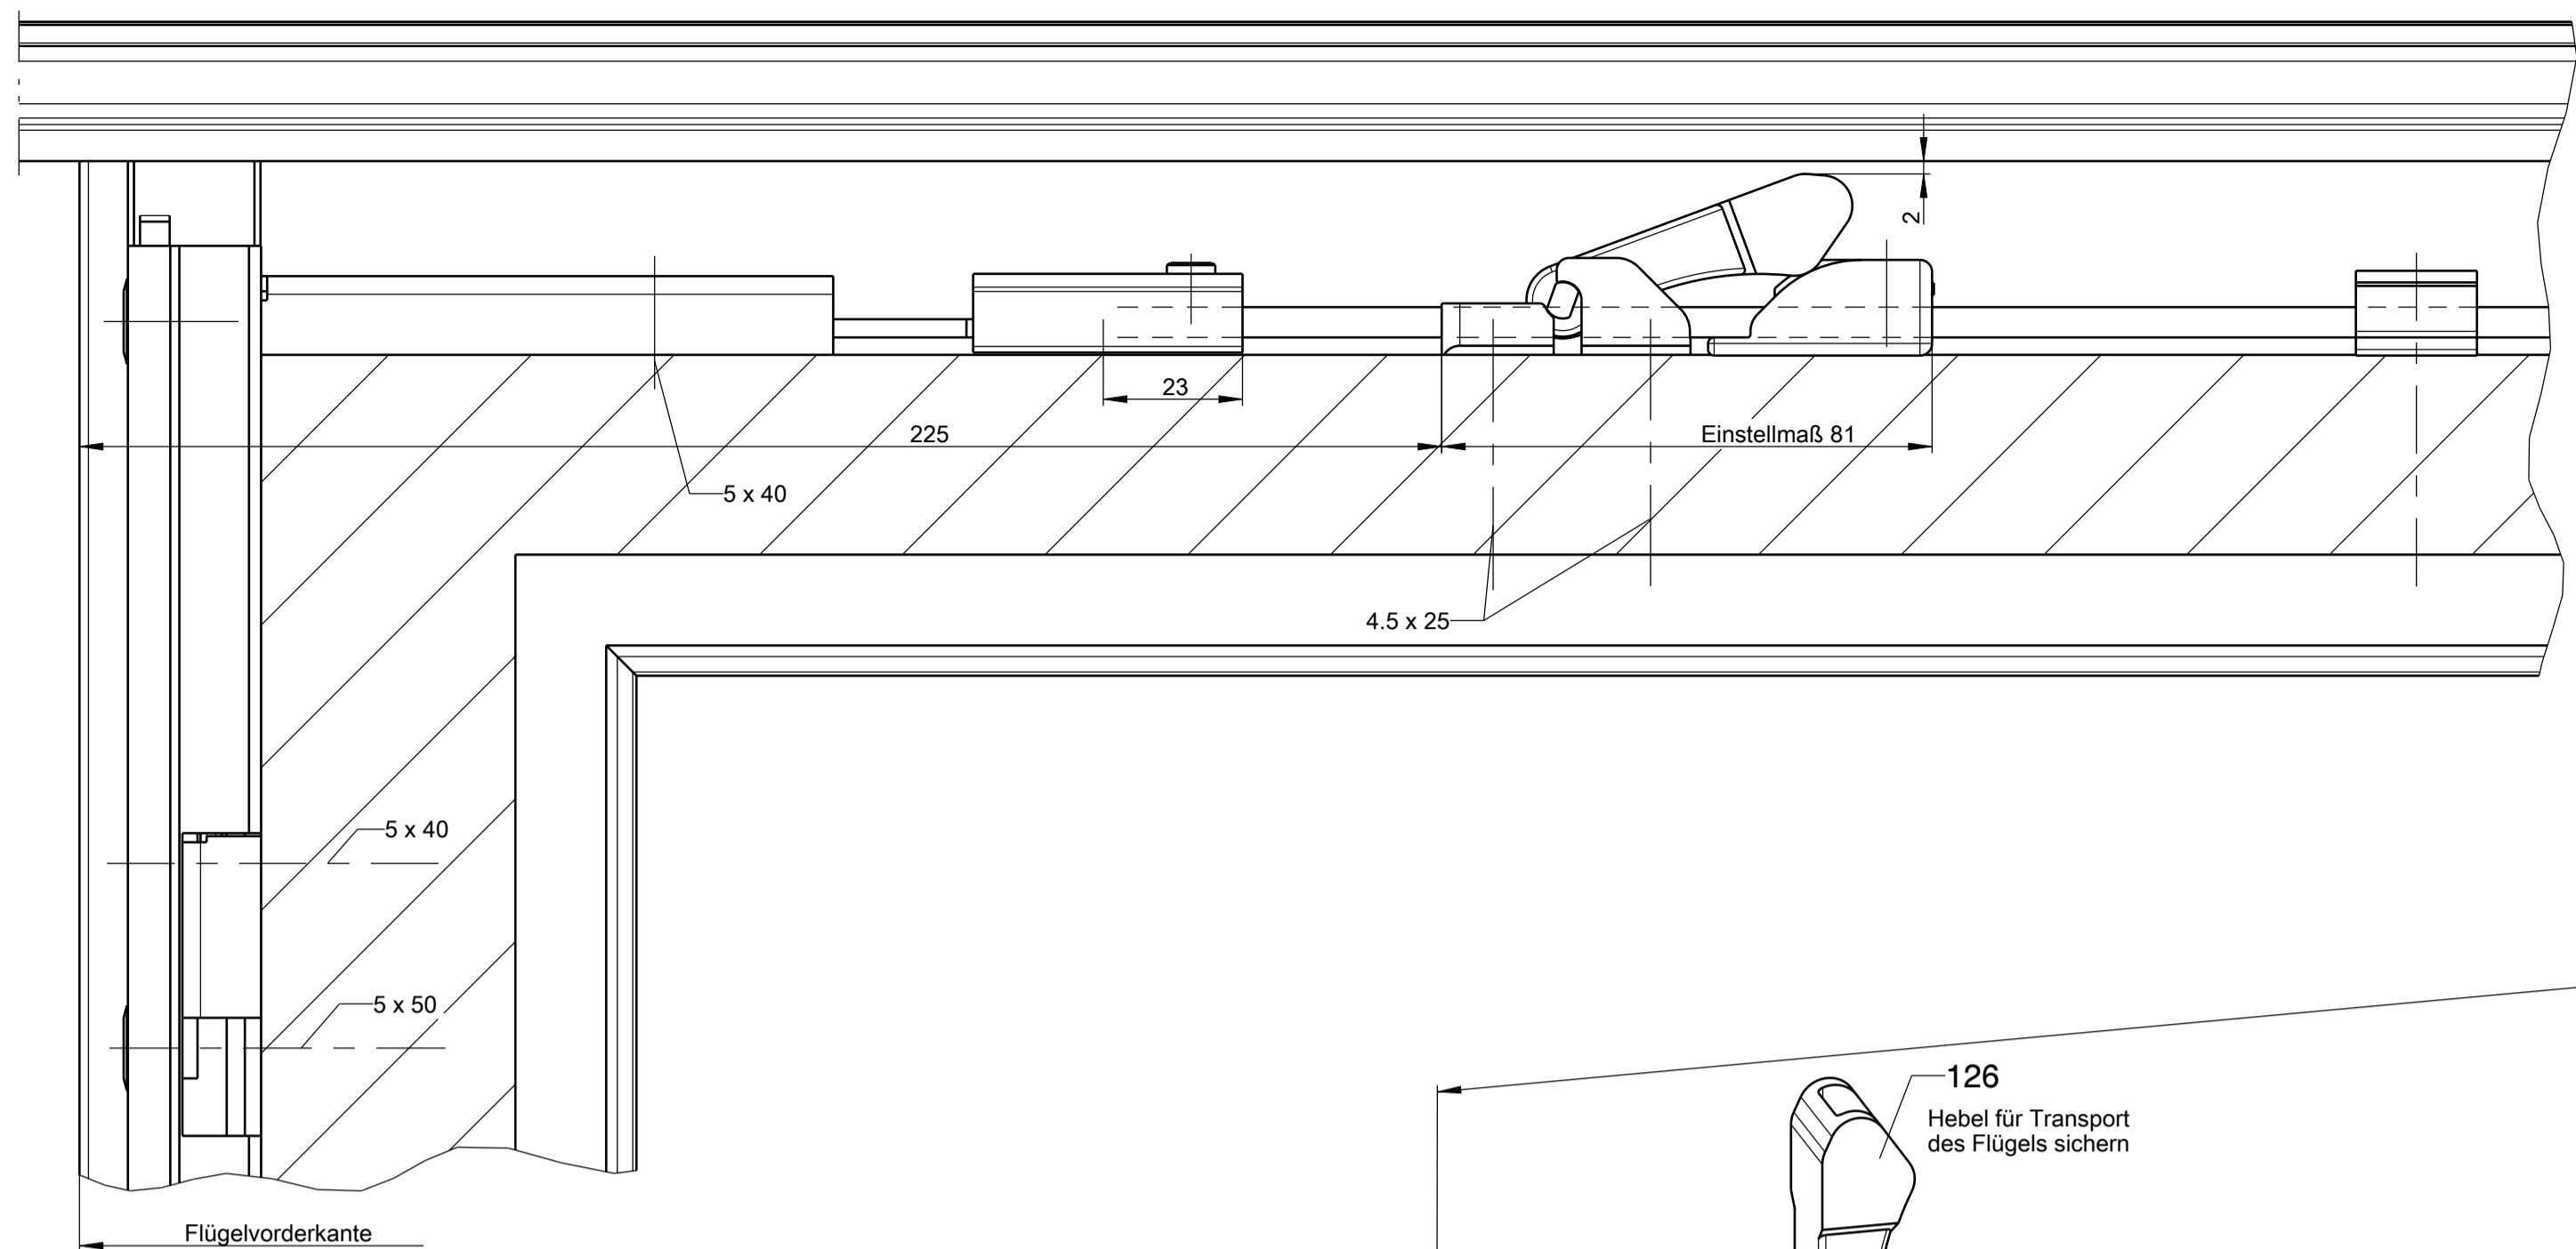 2
23
225
Einstellmaß 81
5 x 40
4.5 x 25
5 x 40
5 x 50
126
Hebel für Transport
des Flügels sichern
Flügelvorderkante